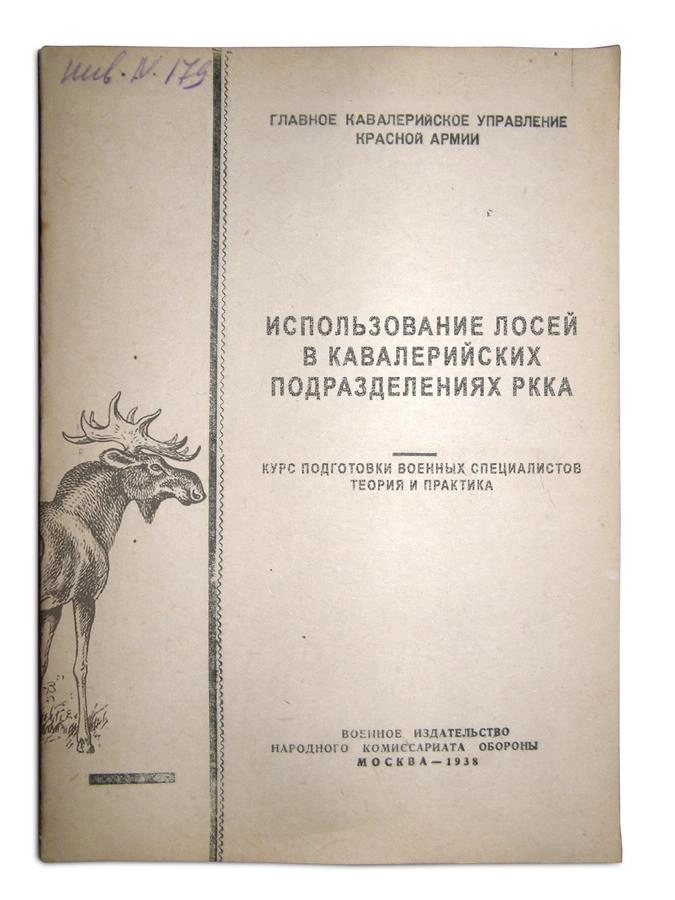 инв. N. 179
ГЛАВНОЕ КАВАЛЕРИЙСКОЕ УПРАВЛЕНИЕ
КРАСНОЙ АРМИИ
ИСПОЛЬЗОВАНИЕ ЛОСЕЙ
В КАВАЛЕРИЙСКИХ
ПОДРАЗДЕЛЕНИЯХ РККА
КУРС ПОДГОТОВКИ ВОЕННЫХ СПЕЦИАЛИСТОВ
ТЕОРИЯ И ПРАКТИКА
ВОЕННОЕ ИЗДАТЕЛЬСТВО
НАРОДНОГО КОМИССАРИАТА ОБОРОНЫ
МОСКВА — 1938